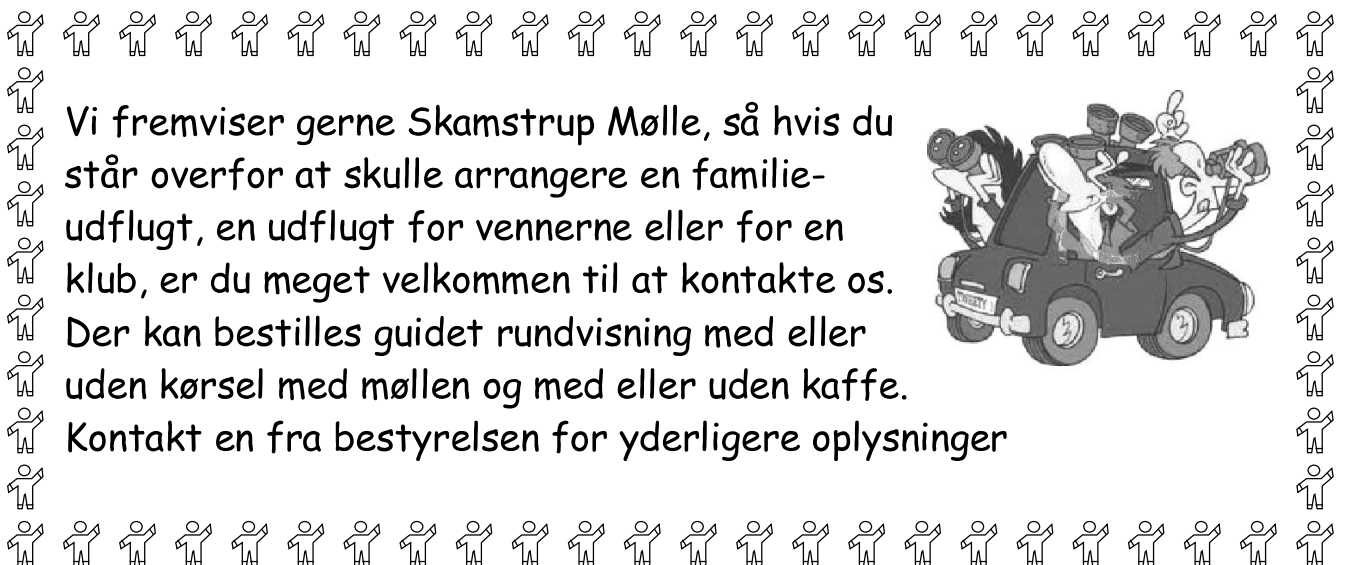 Vi fremviser gerne Skamstrup Mølle, så hvis du
står overfor at skulle arrangere en familie-
udflugt, en udflugt for vennerne eller for en
klub, er du meget velkommen til at kontakte os.
Der kan bestilles guidet rundvisning med eller
uden kørsel med møllen og med eller uden kaffe.
Kontakt en fra bestyrelsen for yderligere oplysninger